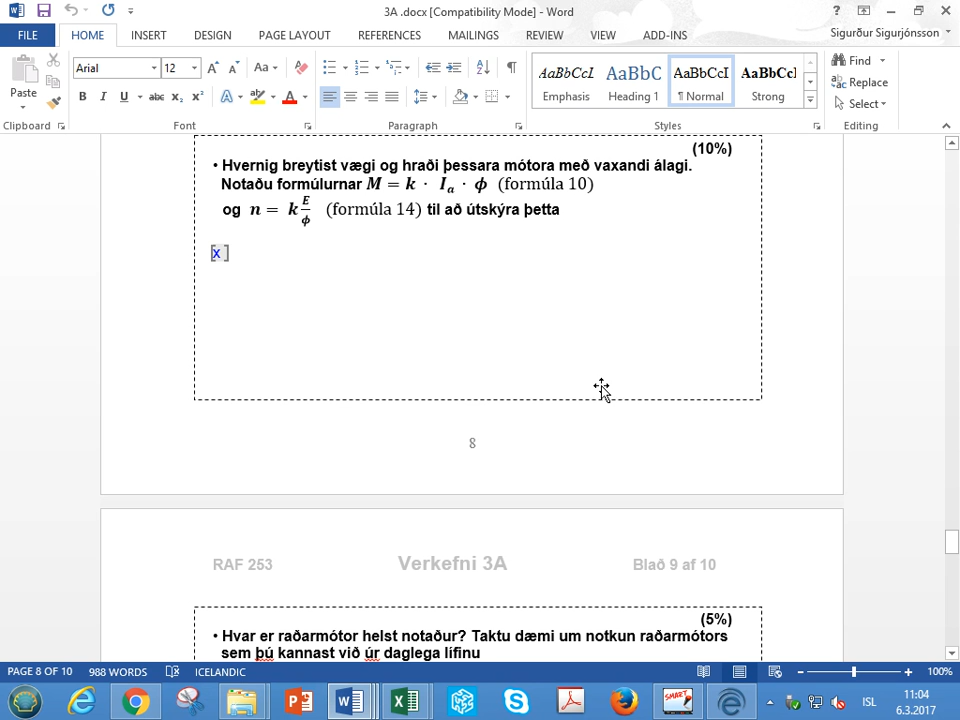 3A .docx [Compatibility Mode] - Word
Sigurður Sigurjónsson
FILE HOME INSERT DESIGN PAGE LAYOUT REFERENCES MAILINGS REVIEW VIEW ADD-INS
Arial 12 Aa
Paste
B I U abc x₂ x² A A
AaBbCcI AaBbC AaBbCcI AaBbCcl
Emphasis Heading 1 ¶ Normal Strong
Find
Replace
Select
Clipboard Font Paragraph Styles Editing
(10%)
• Hvernig breytist vægi og hraði þessara mótora með vaxandi álagi.
Notaðu formúlurnar M = k · Iₐ · ϕ (formúla 10)
og n = k E/ϕ (formúla 14) til að útskýra þetta
[x ]
8
RAF 253 Verkefni 3A Blað 9 af 10
(5%)
• Hvar er raðarmótor helst notaður? Taktu dæmi um notkun raðarmótors
sem þú kannast við úr daglega lífinu
PAGE 8 OF 10 988 WORDS ICELANDIC 100%
ISL
11:04
6.3.2017